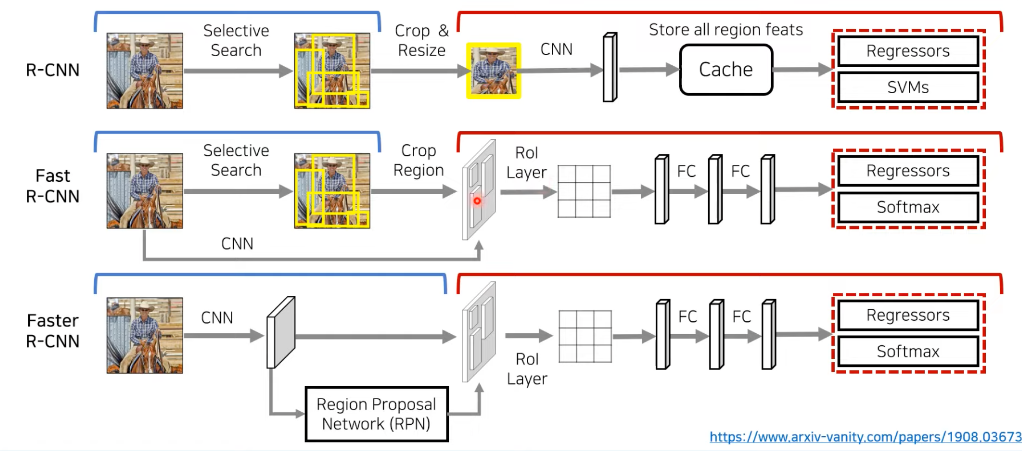 R-CNN
Selective
Search
Crop &
Resize
CNN
Store all region feats
Cache
Regressors
SVMs
Fast
R-CNN
Selective
Search
Crop
Region
CNN
RoI
Layer
FC
FC
Regressors
Softmax
Faster
R-CNN
CNN
Region Proposal
Network (RPN)
RoI
Layer
FC
FC
Regressors
Softmax
https://www.arxiv-vanity.com/papers/1908.03673